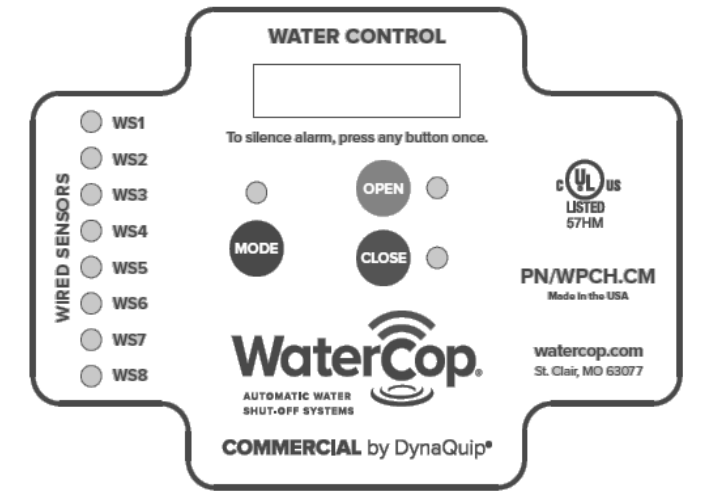 WATER CONTROL
To silence alarm, press any button once.
WIRED SENSORS
WS1
WS2
WS3
WS4
WS5
WS6
WS7
WS8
OPEN
MODE
CLOSE
C UL US
LISTED
57HM
PN/WPCH.CM
Made in the USA
WaterCop®
AUTOMATIC WATER
SHUT-OFF SYSTEMS
watercop.com
St. Clair, MO 63077
COMMERCIAL by DynaQuip®